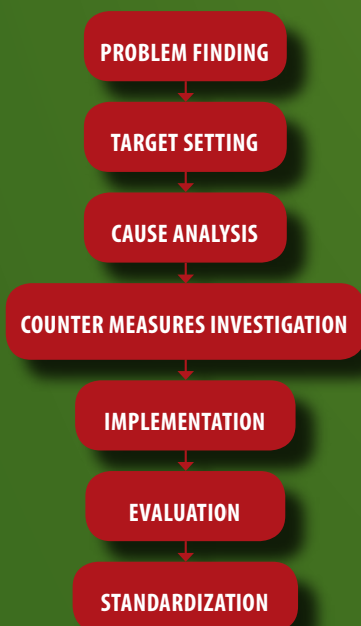 PROBLEM FINDING
TARGET SETTING
CAUSE ANALYSIS
COUNTER MEASURES INVESTIGATION
IMPLEMENTATION
EVALUATION
STANDARDIZATION